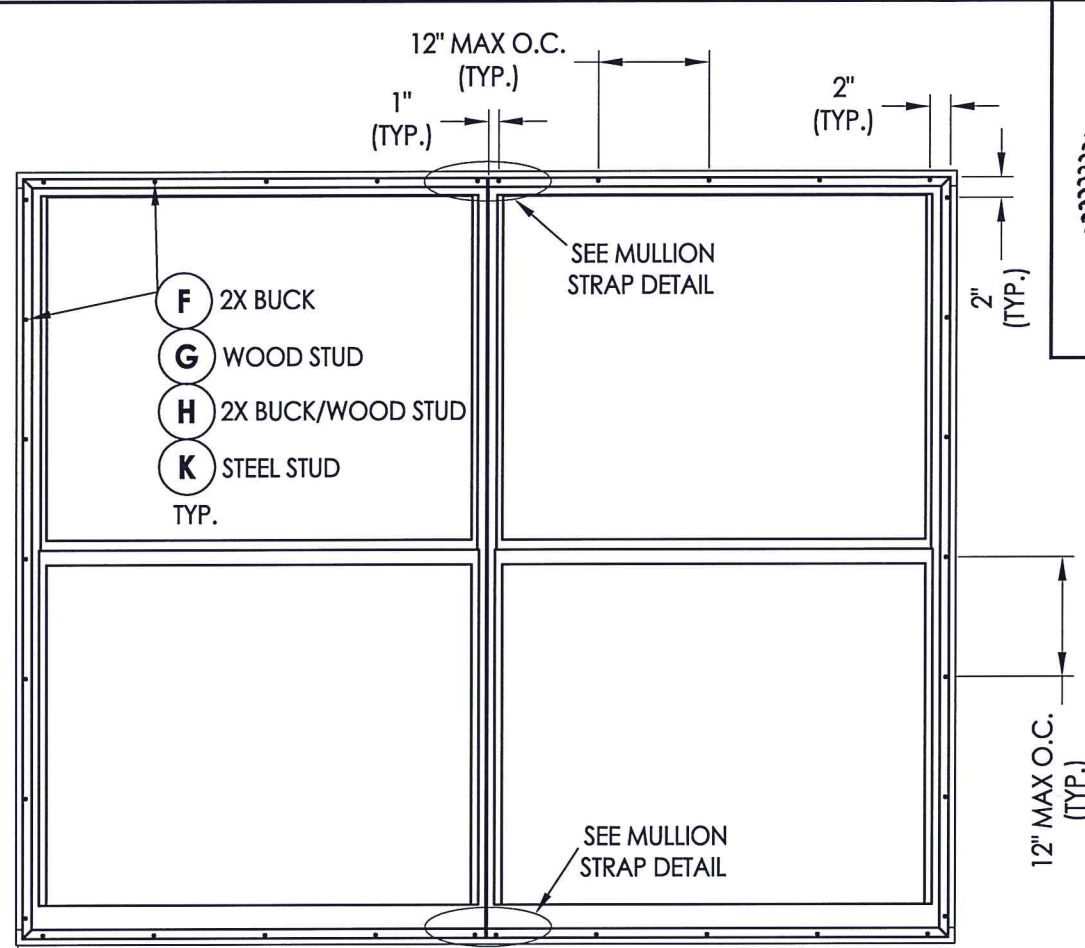 12" MAX O.C.
(TYP.)
1"
(TYP.)
2"
(TYP.)
2"
(TYP.)
SEE MULLION
STRAP DETAIL
F 2X BUCK
G WOOD STUD
H 2X BUCK/WOOD STUD
K STEEL STUD
TYP.
12" MAX O.C.
(TYP.)
SEE MULLION
STRAP DETAIL